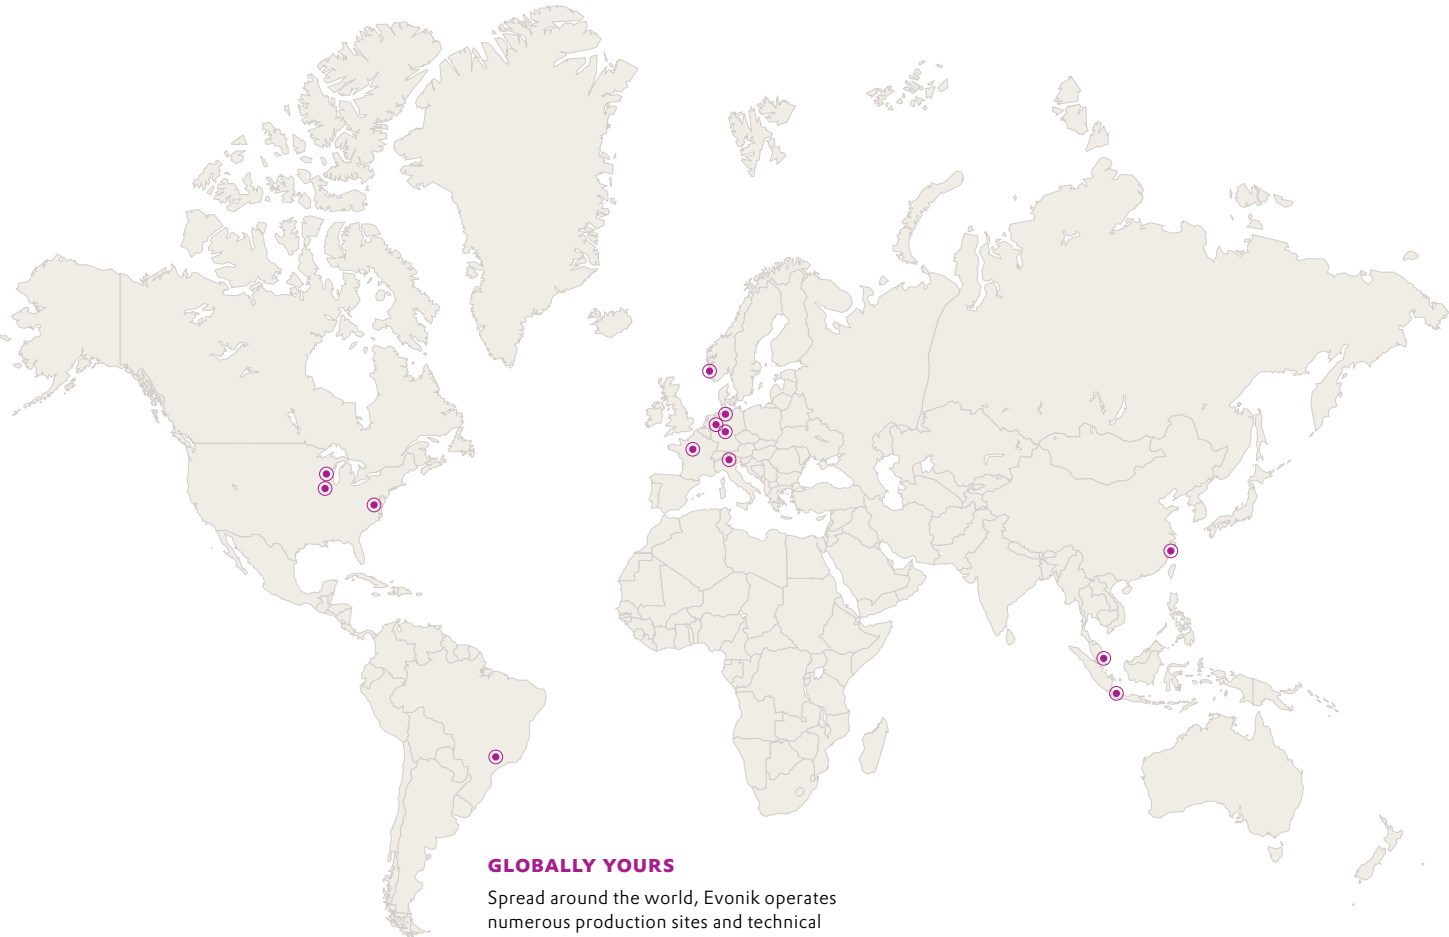 GLOBALLY YOURS
Spread around the world, Evonik operates
numerous production sites and technical